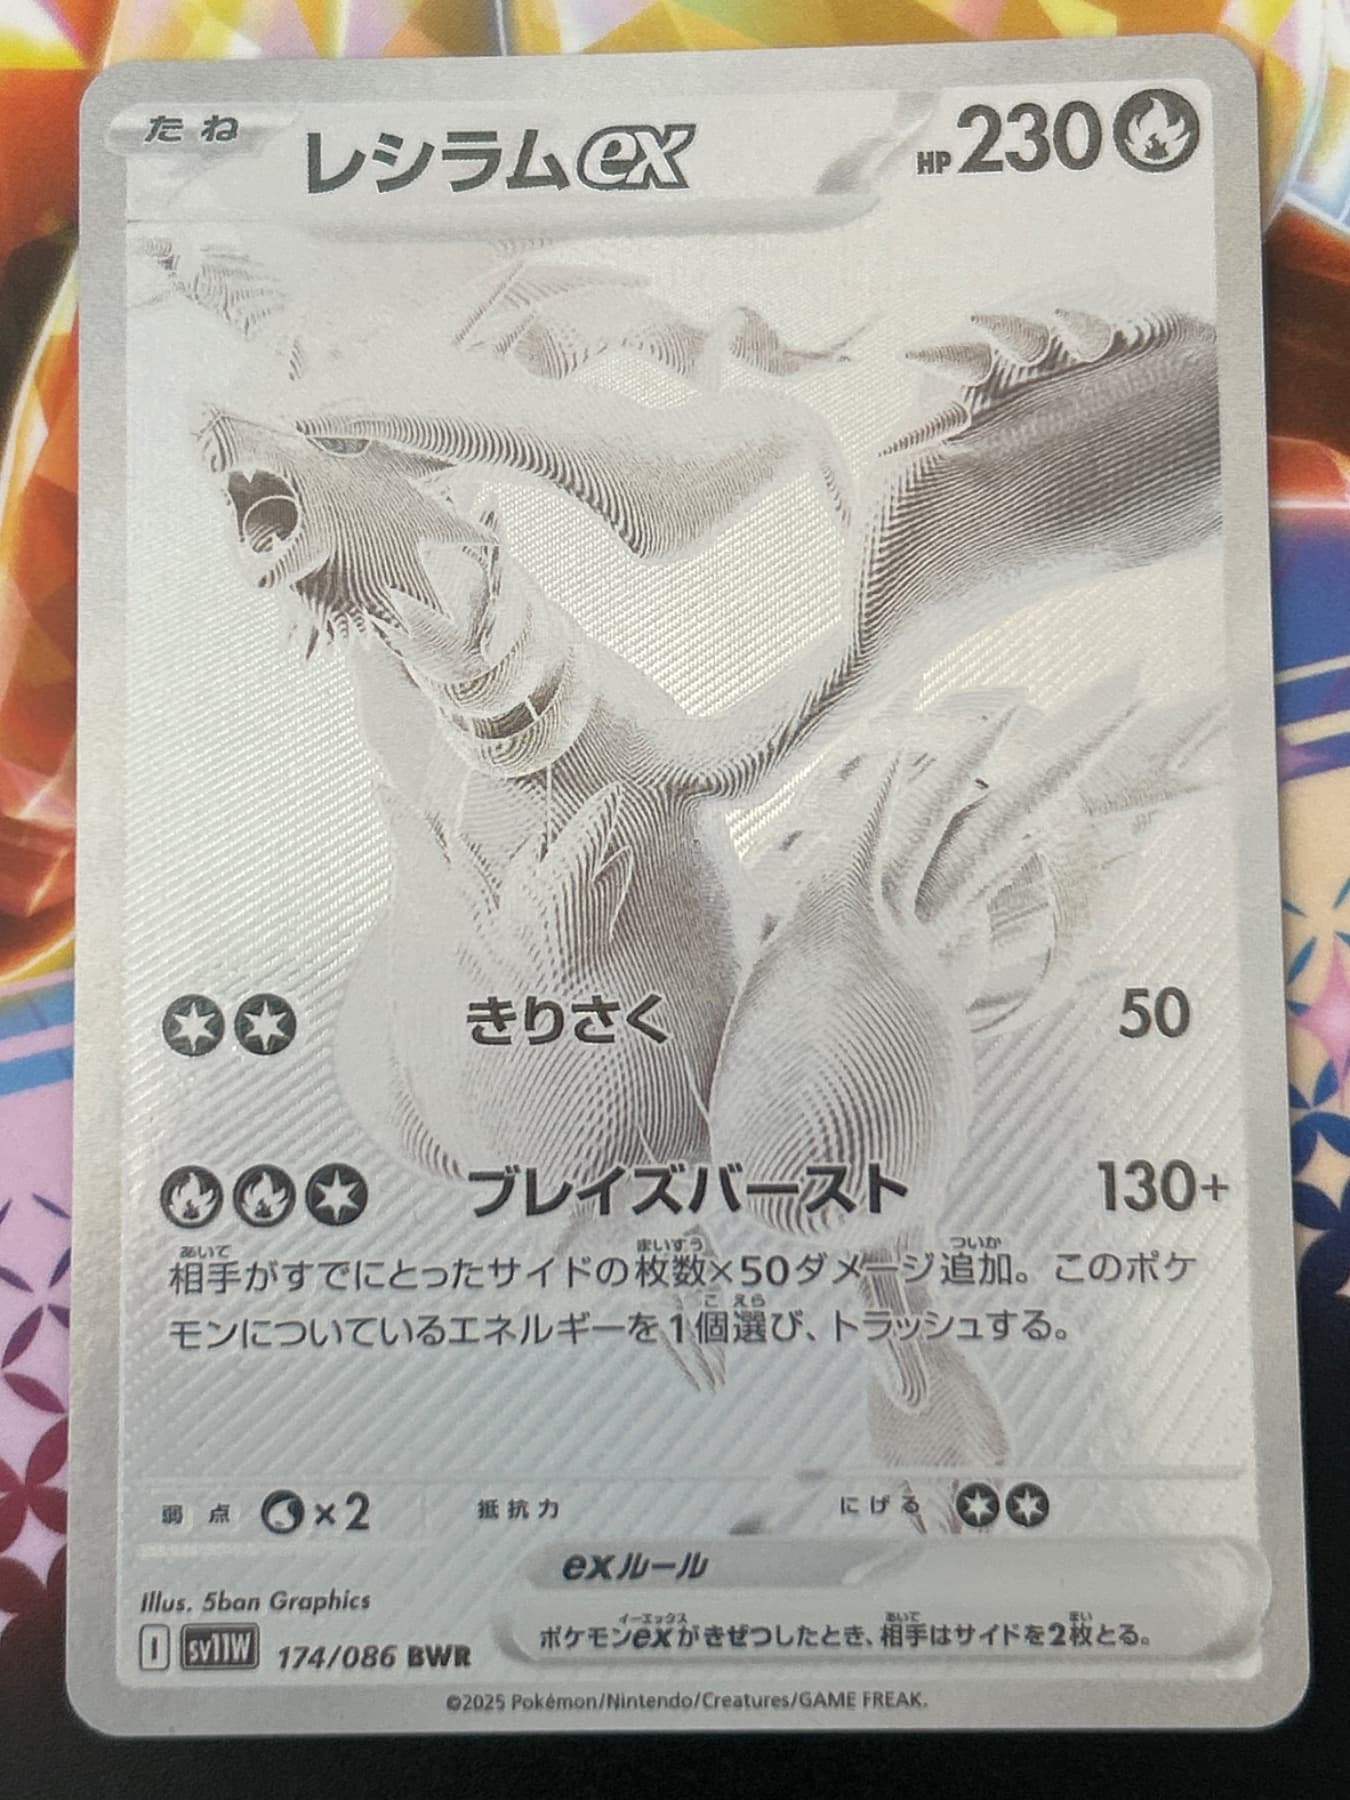 たね レシラムex HP230
きりさく 50
ブレイズバースト 130+
相手がすでにとったサイドの枚数×50ダメージ追加。このポケ
モンについているエネルギーを1個選び、トラッシュする。
弱点 ×2 抵抗力 にげる
exルール
Illus. 5ban Graphics
ポケモンexがきぜつしたとき、相手はサイドを2枚とる。
I sv11W 174/086 BWR
©2025 Pokémon/Nintendo/Creatures/GAME FREAK.